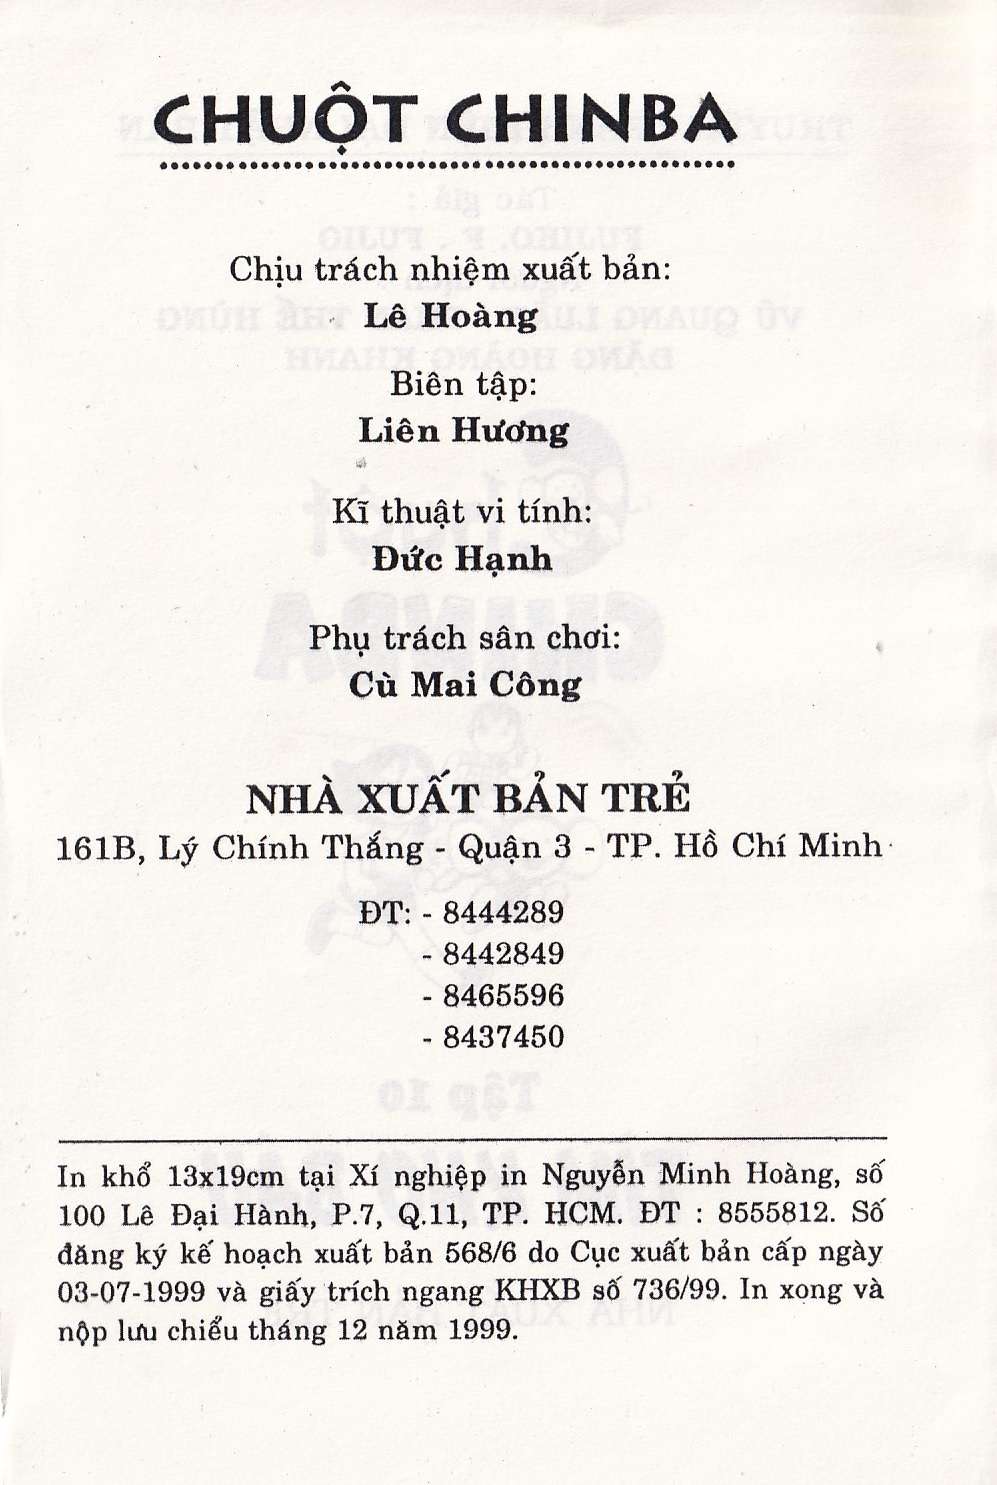 CHUỘT CHINBA
Chịu trách nhiệm xuất bản:
Lê Hoàng
Biên tập:
Liên Hương
Kĩ thuật vi tính:
Đức Hạnh
Phụ trách sân chơi:
Cù Mai Công
NHÀ XUẤT BẢN TRẺ
161B, Lý Chính Thắng - Quận 3 - TP. Hồ Chí Minh
ĐT: - 8444289
- 8442849
- 8465596
- 8437450
In khổ 13x19cm tại Xí nghiệp in Nguyễn Minh Hoàng, số
100 Lê Đại Hành, P.7, Q.11, TP. HCM. ĐT : 8555812. Số
đăng ký kế hoạch xuất bản 568/6 do Cục xuất bản cấp ngày
03-07-1999 và giấy trích ngang KHXB số 736/99. In xong và
nộp lưu chiểu tháng 12 năm 1999.